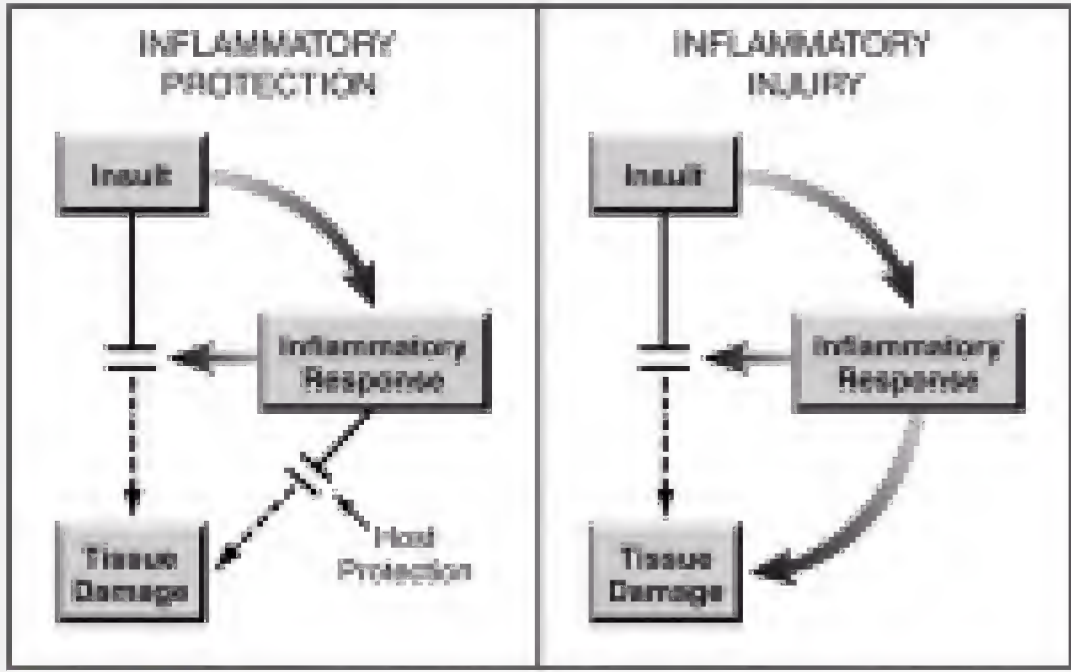 INFLAMMATORY
PROTECTION
Insult
Inflammatory
Response
Host
Protection
Tissue
Damage
INFLAMMATORY
INJURY
Insult
Inflammatory
Response
Tissue
Damage